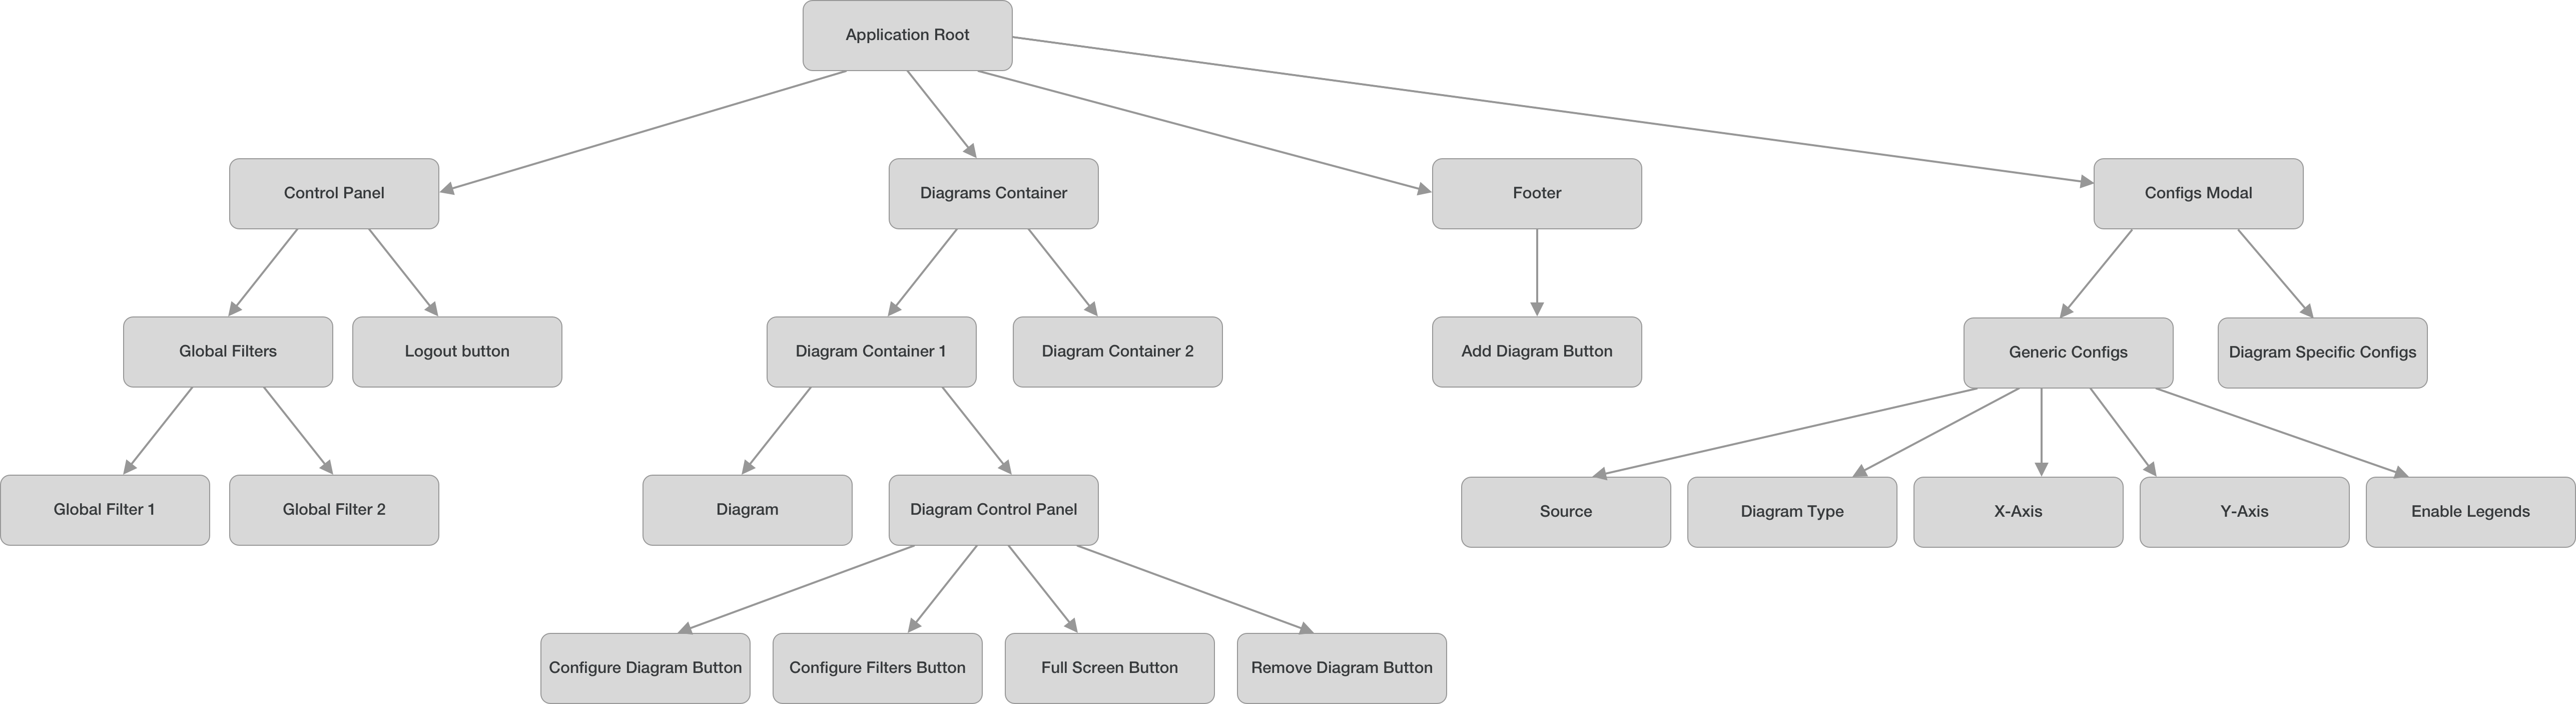 Application Root
Control Panel
Diagrams Container
Footer
Configs Modal
Global Filters
Logout button
Diagram Container 1
Diagram Container 2
Add Diagram Button
Generic Configs
Diagram Specific Configs
Global Filter 1
Global Filter 2
Diagram
Diagram Control Panel
Source
Diagram Type
X-Axis
Y-Axis
Enable Legends
Configure Diagram Button
Configure Filters Button
Full Screen Button
Remove Diagram Button